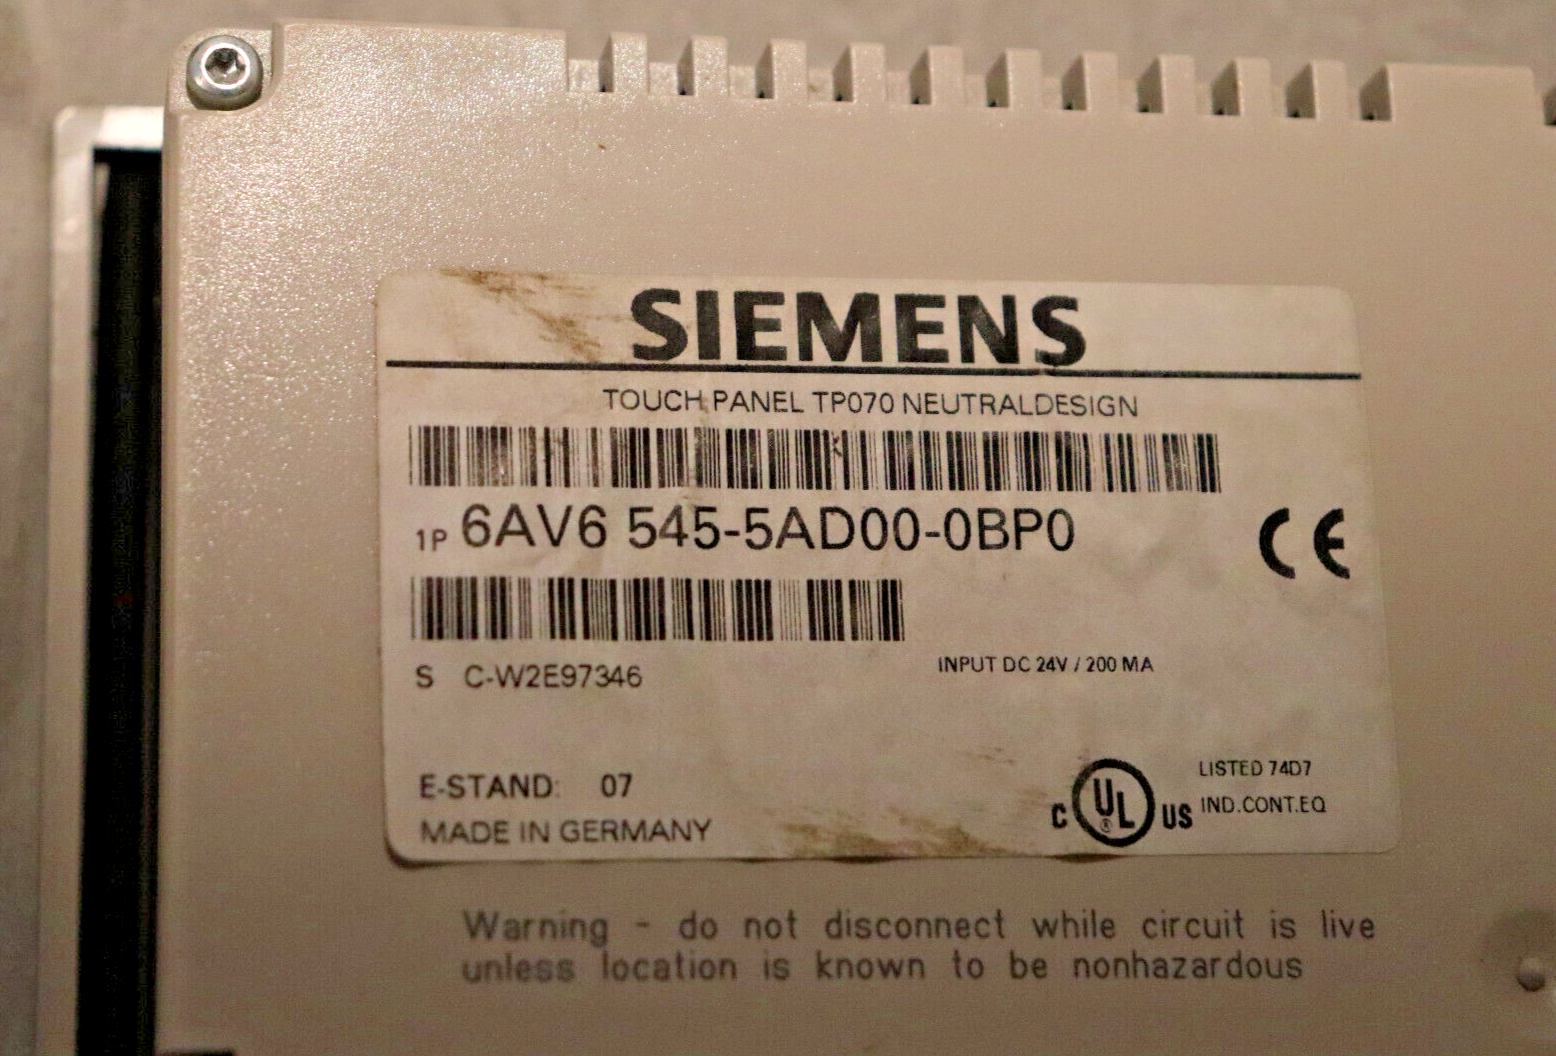 SIEMENS
TOUCH PANEL TP070 NEUTRALDESIGN
1P 6AV6 545-5AD00-0BP0
CE
S C-W2E97346
INPUT DC 24V / 200 MA
E-STAND: 07
MADE IN GERMANY
C UL ® US
LISTED 74D7
IND.CONT.EQ
Warning - do not disconnect while circuit is live
unless location is known to be nonhazardous